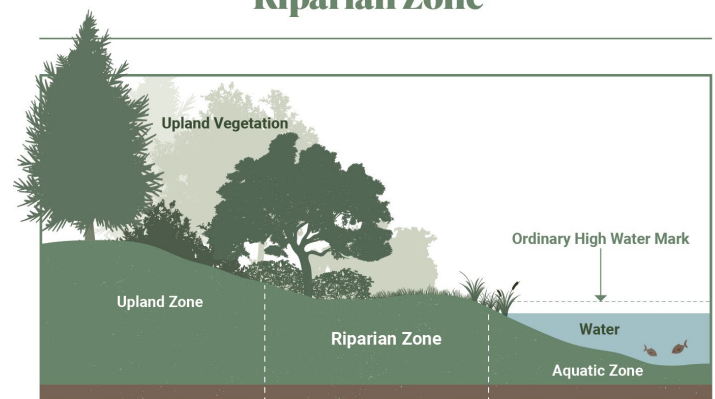 Riparian Zone
Upland Vegetation
Ordinary High Water Mark
Upland Zone
Water
Riparian Zone
Aquatic Zone